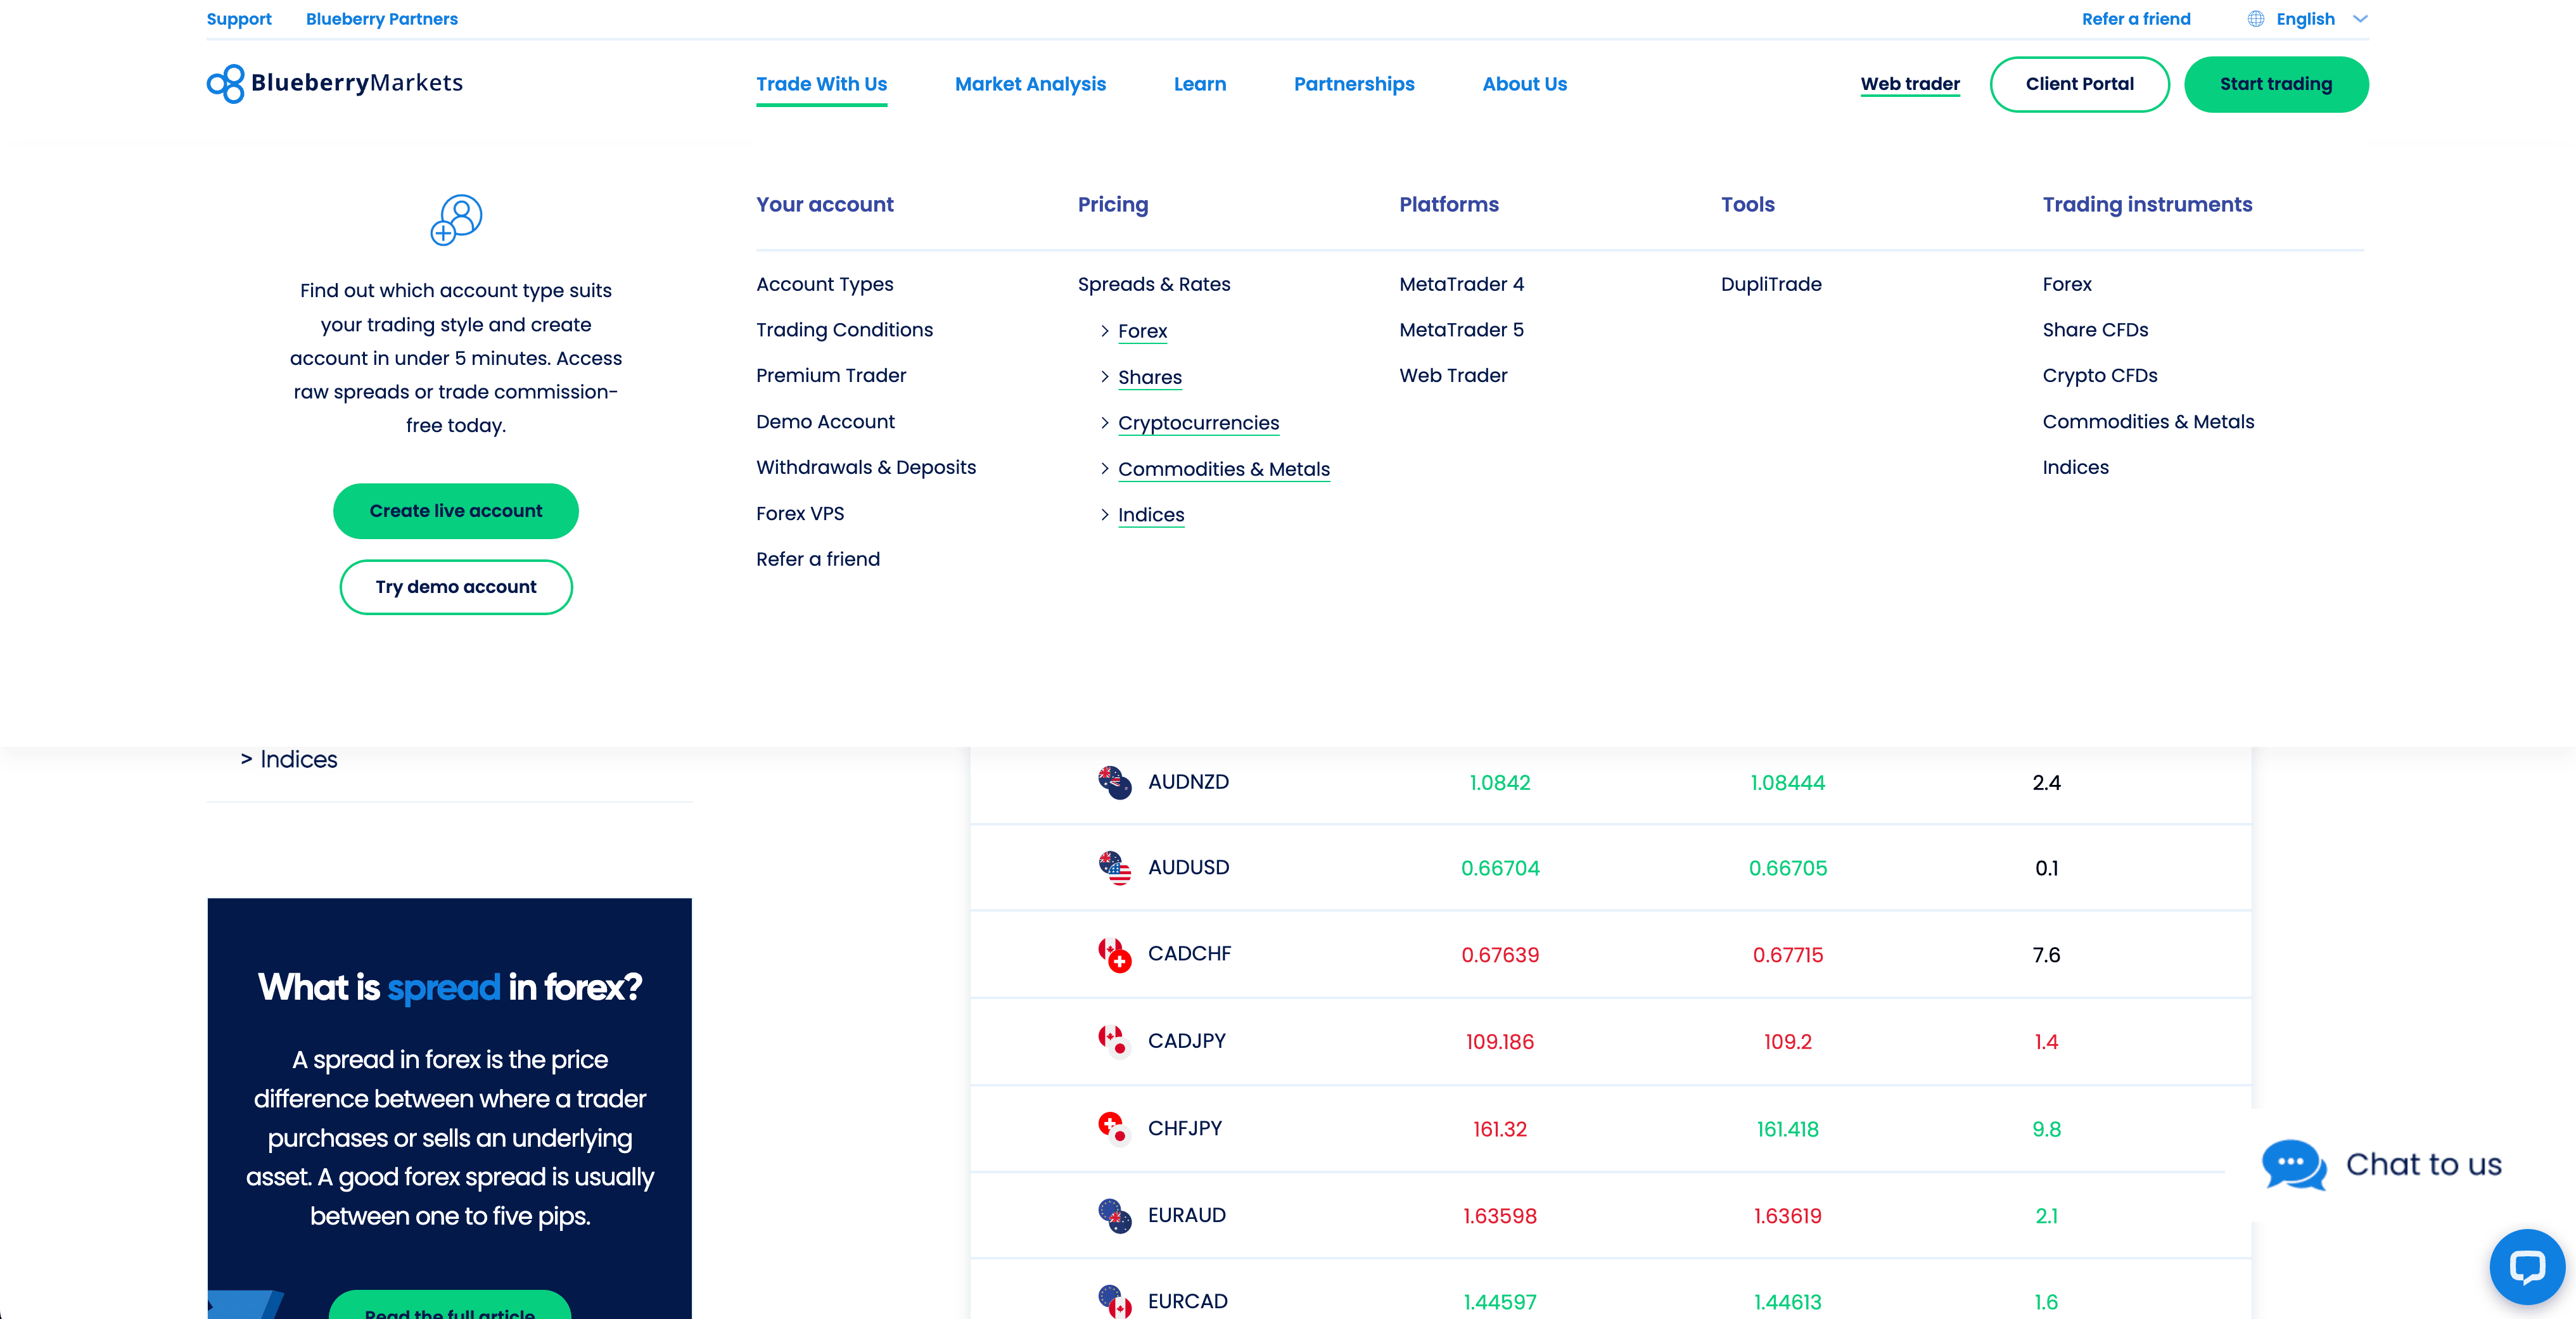 Support Blueberry Partners Refer a friend English
BlueberryMarkets Trade With Us Market Analysis Learn Partnerships About Us Web trader Client Portal Start trading
Find out which account type suits
your trading style and create
account in under 5 minutes. Access
raw spreads or trade commission-
free today.
Create live account
Try demo account
Your account
Account Types
Trading Conditions
Premium Trader
Demo Account
Withdrawals & Deposits
Forex VPS
Refer a friend
Pricing
Spreads & Rates
> Forex
> Shares
> Cryptocurrencies
> Commodities & Metals
> Indices
Platforms
MetaTrader 4
MetaTrader 5
Web Trader
Tools
DupliTrade
Trading instruments
Forex
Share CFDs
Crypto CFDs
Commodities & Metals
Indices
> Indices
What is spread in forex?
A spread in forex is the price
difference between where a trader
purchases or sells an underlying
asset. A good forex spread is usually
between one to five pips.
Read the full article
AUDNZD 1.0842 1.08444 2.4
AUDUSD 0.66704 0.66705 0.1
CADCHF 0.67639 0.67715 7.6
CADJPY 109.186 109.2 1.4
CHFJPY 161.32 161.418 9.8
EURAUD 1.63598 1.63619 2.1
EURCAD 1.44597 1.44613 1.6
Chat to us